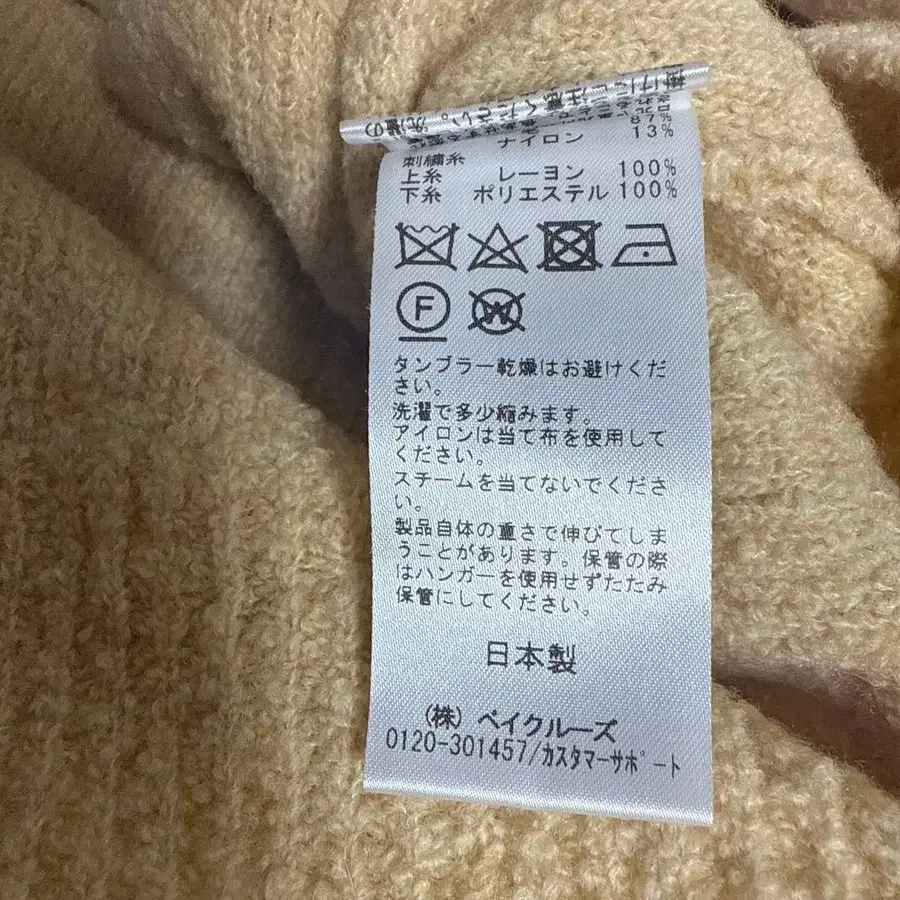 87%
ナイロン 13%
刺繍糸
上糸 レーヨン 100%
下糸 ポリエステル 100%
F
W
タンブラー乾燥はお避けくだ
さい。
洗濯で多少縮みます。
アイロンは当て布を使用して
ください。
スチームを当てないでくださ
い。
製品自体の重さで伸びてしま
うことがあります。保管の際
はハンガーを使用せずたたみ
保管にしてください。
日本製
(株) ベイクルーズ
0120-301457/カスタマーサポート